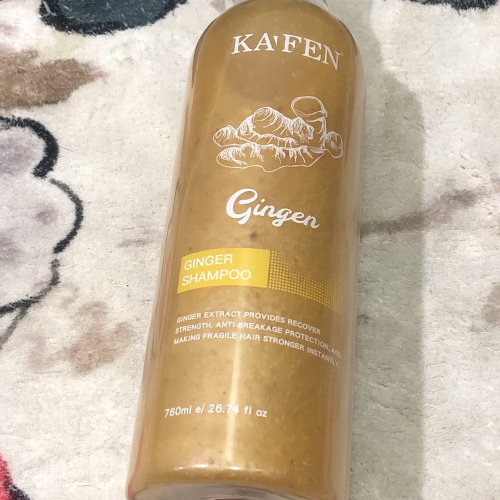 KA'FEN
Gingen
GINGER
SHAMPOO
GINGER EXTRACT PROVIDES RECOVER
STRENGTH, ANTI-BREAKAGE PROTECTION, AND
MAKING FRAGILE HAIR STRONGER INSTANTLY.
760ml e/ 26.74 fl oz